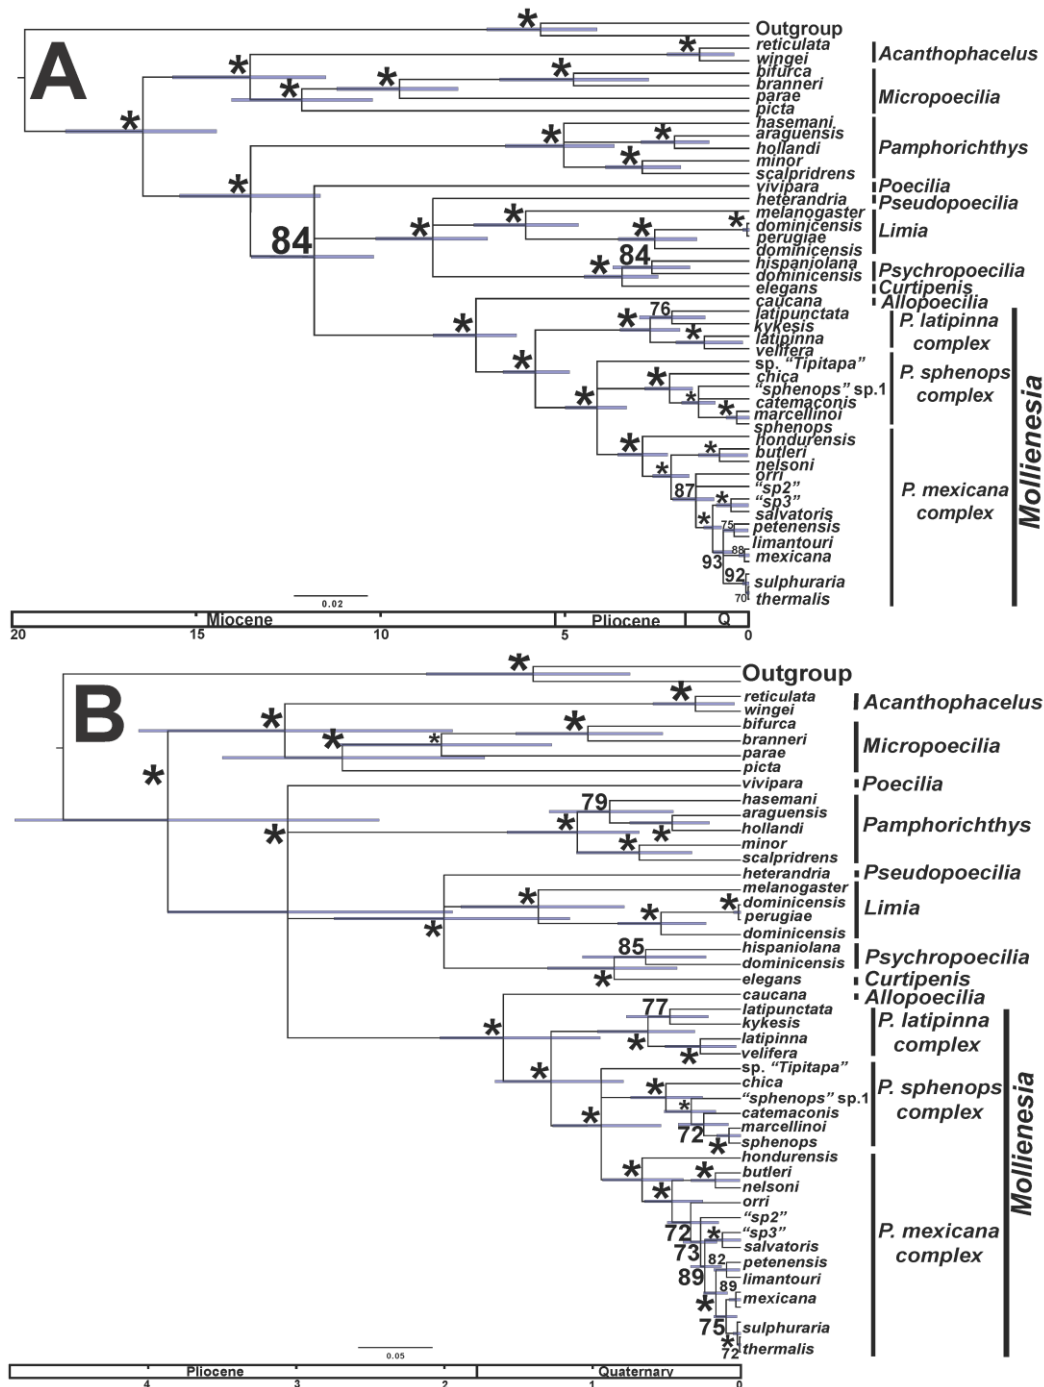 A
Outgroup
reticulata
wingei
Acanthophacelus
bifurca
branneri
parae
picta
Micropoecilia
hasemani
araguensis
hollandi
minor
scalpridrens
Pamphorichthys
vivipara
Poecilia
heterandria
Pseudopoecilia
melanogaster
dominicensis
perugiae
dominicensis
Limia
hispaniolana
dominicensis
Psychropoecilia
elegans
Curtipenis
caucana
Allopoecilia
latipunctata
kykesis
latipinna
velifera
P. latipinna
complex
sp. "Tipitapa"
chica
"sphenops" sp.1
catemaconis
marcellinoi
sphenops
P. sphenops
complex
hondurensis
butleri
nelsoni
orri
"sp2"
"sp3"
salvatoris
petenensis
limantouri
mexicana
sulphuraria
thermalis
P. mexicana
complex
Mollienesia
84
84
76
87
75
88
93
92
70
0.02
Miocene
Pliocene
Q
20
15
10
5
0
B
Outgroup
reticulata
wingei
Acanthophacelus
bifurca
branneri
parae
picta
Micropoecilia
vivipara
Poecilia
hasemani
araguensis
hollandi
minor
scalpridrens
Pamphorichthys
heterandria
Pseudopoecilia
melanogaster
dominicensis
perugiae
dominicensis
Limia
hispaniolana
dominicensis
Psychropoecilia
elegans
Curtipenis
caucana
Allopoecilia
latipunctata
kykesis
latipinna
velifera
P. latipinna
complex
sp. "Tipitapa"
chica
"sphenops" sp.1
catemaconis
marcellinoi
sphenops
P. sphenops
complex
hondurensis
butleri
nelsoni
orri
"sp2"
"sp3"
salvatoris
petenensis
limantouri
mexicana
sulphuraria
thermalis
P. mexicana
complex
Mollienesia
79
85
77
72
72
73
82
89
89
75
72
0.05
Pliocene
Quaternary
4
3
2
1
0